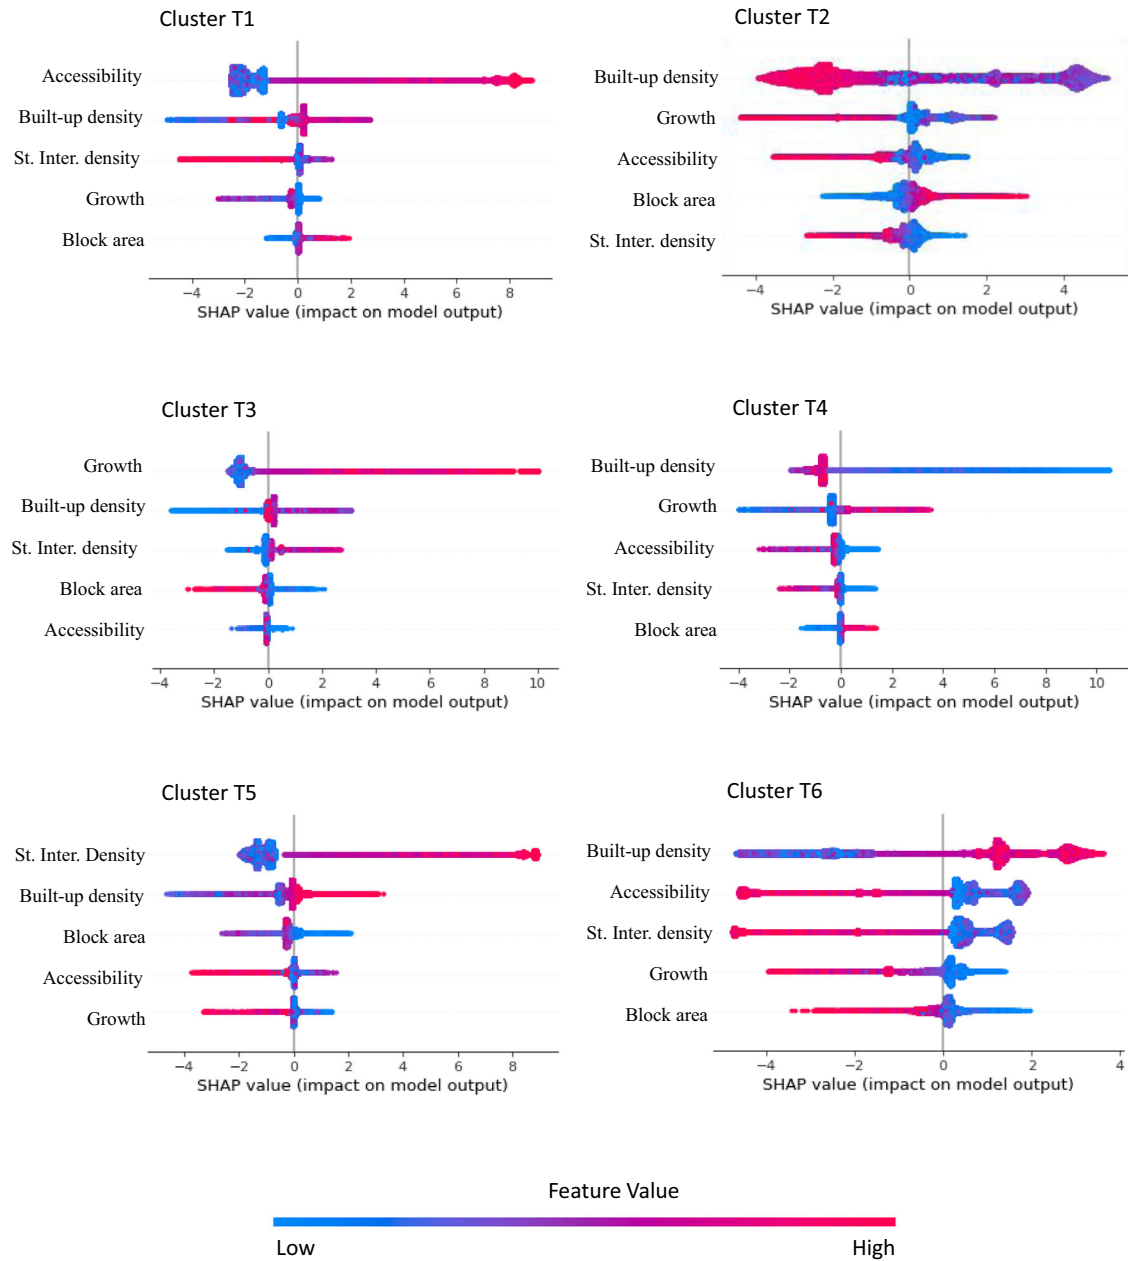 Cluster T1
Accessibility
Built-up density
St. Inter. density
Growth
Block area
−4 −2 0 2 4 6 8
SHAP value (impact on model output)
Cluster T2
Built-up density
Growth
Accessibility
Block area
St. Inter. density
−4 −2 0 2 4
SHAP value (impact on model output)
Cluster T3
Growth
Built-up density
St. Inter. density
Block area
Accessibility
−4 −2 0 2 4 6 8 10
SHAP value (impact on model output)
Cluster T4
Built-up density
Growth
Accessibility
St. Inter. density
Block area
−4 −2 0 2 4 6 8 10
SHAP value (impact on model output)
Cluster T5
St. Inter. Density
Built-up density
Block area
Accessibility
Growth
−4 −2 0 2 4 6 8
SHAP value (impact on model output)
Cluster T6
Built-up density
Accessibility
St. Inter. density
Growth
Block area
−4 −2 0 2 4
SHAP value (impact on model output)
Feature Value
Low High